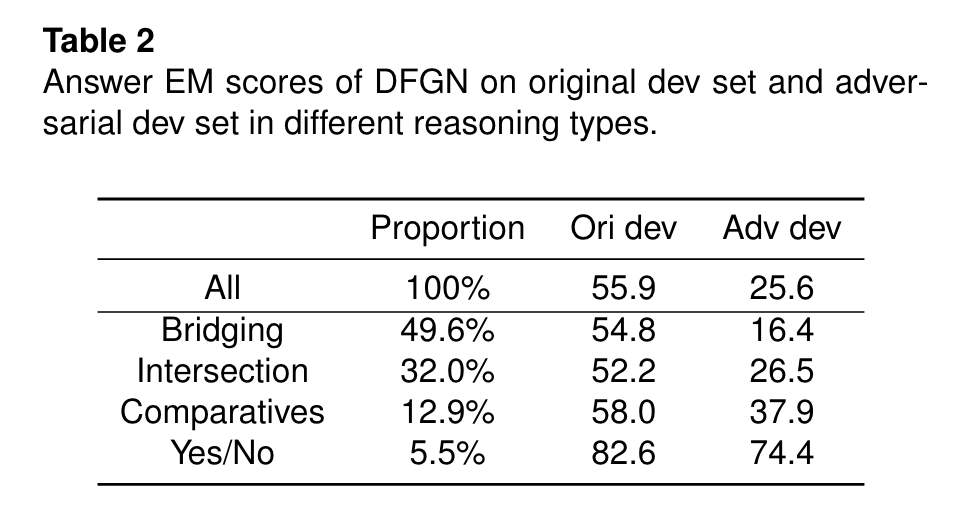 Table 2
Answer EM scores of DFGN on original dev set and adver-
sarial dev set in different reasoning types.
Proportion Ori dev Adv dev
All 100% 55.9 25.6
Bridging 49.6% 54.8 16.4
Intersection 32.0% 52.2 26.5
Comparatives 12.9% 58.0 37.9
Yes/No 5.5% 82.6 74.4